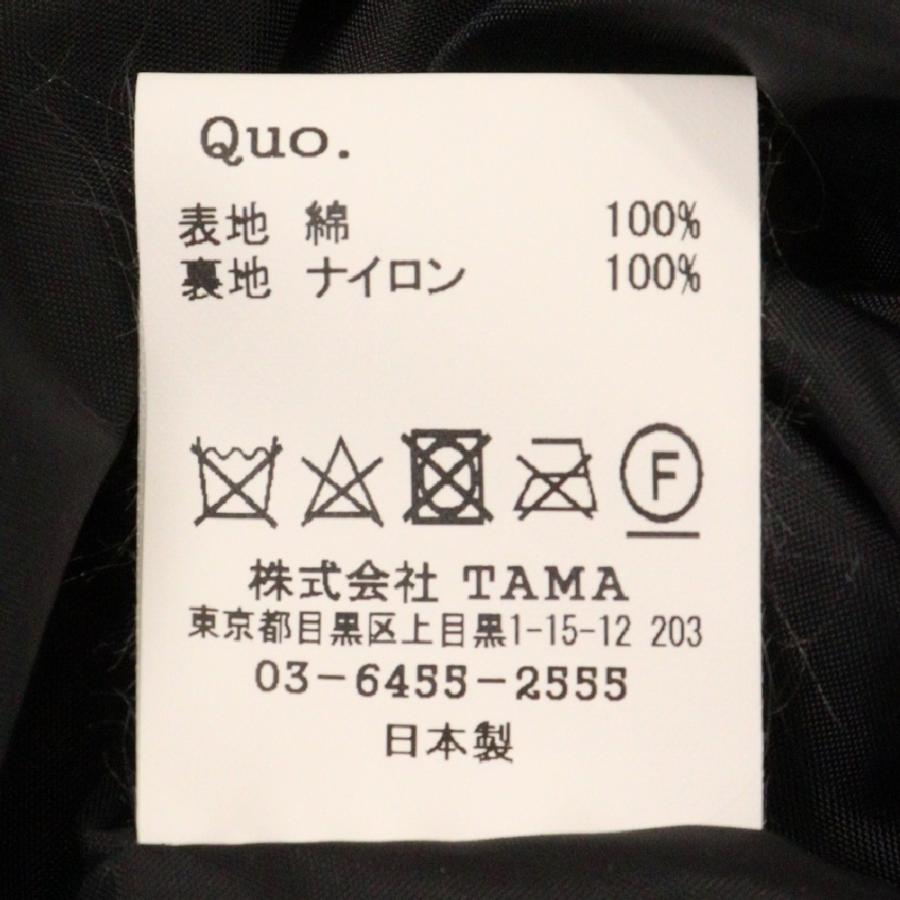 Quo.
表地 綿 100%
裏地 ナイロン 100%
F
株式会社 TAMA
東京都目黒区上目黒1-15-12 203
03-6455-2555
日本製